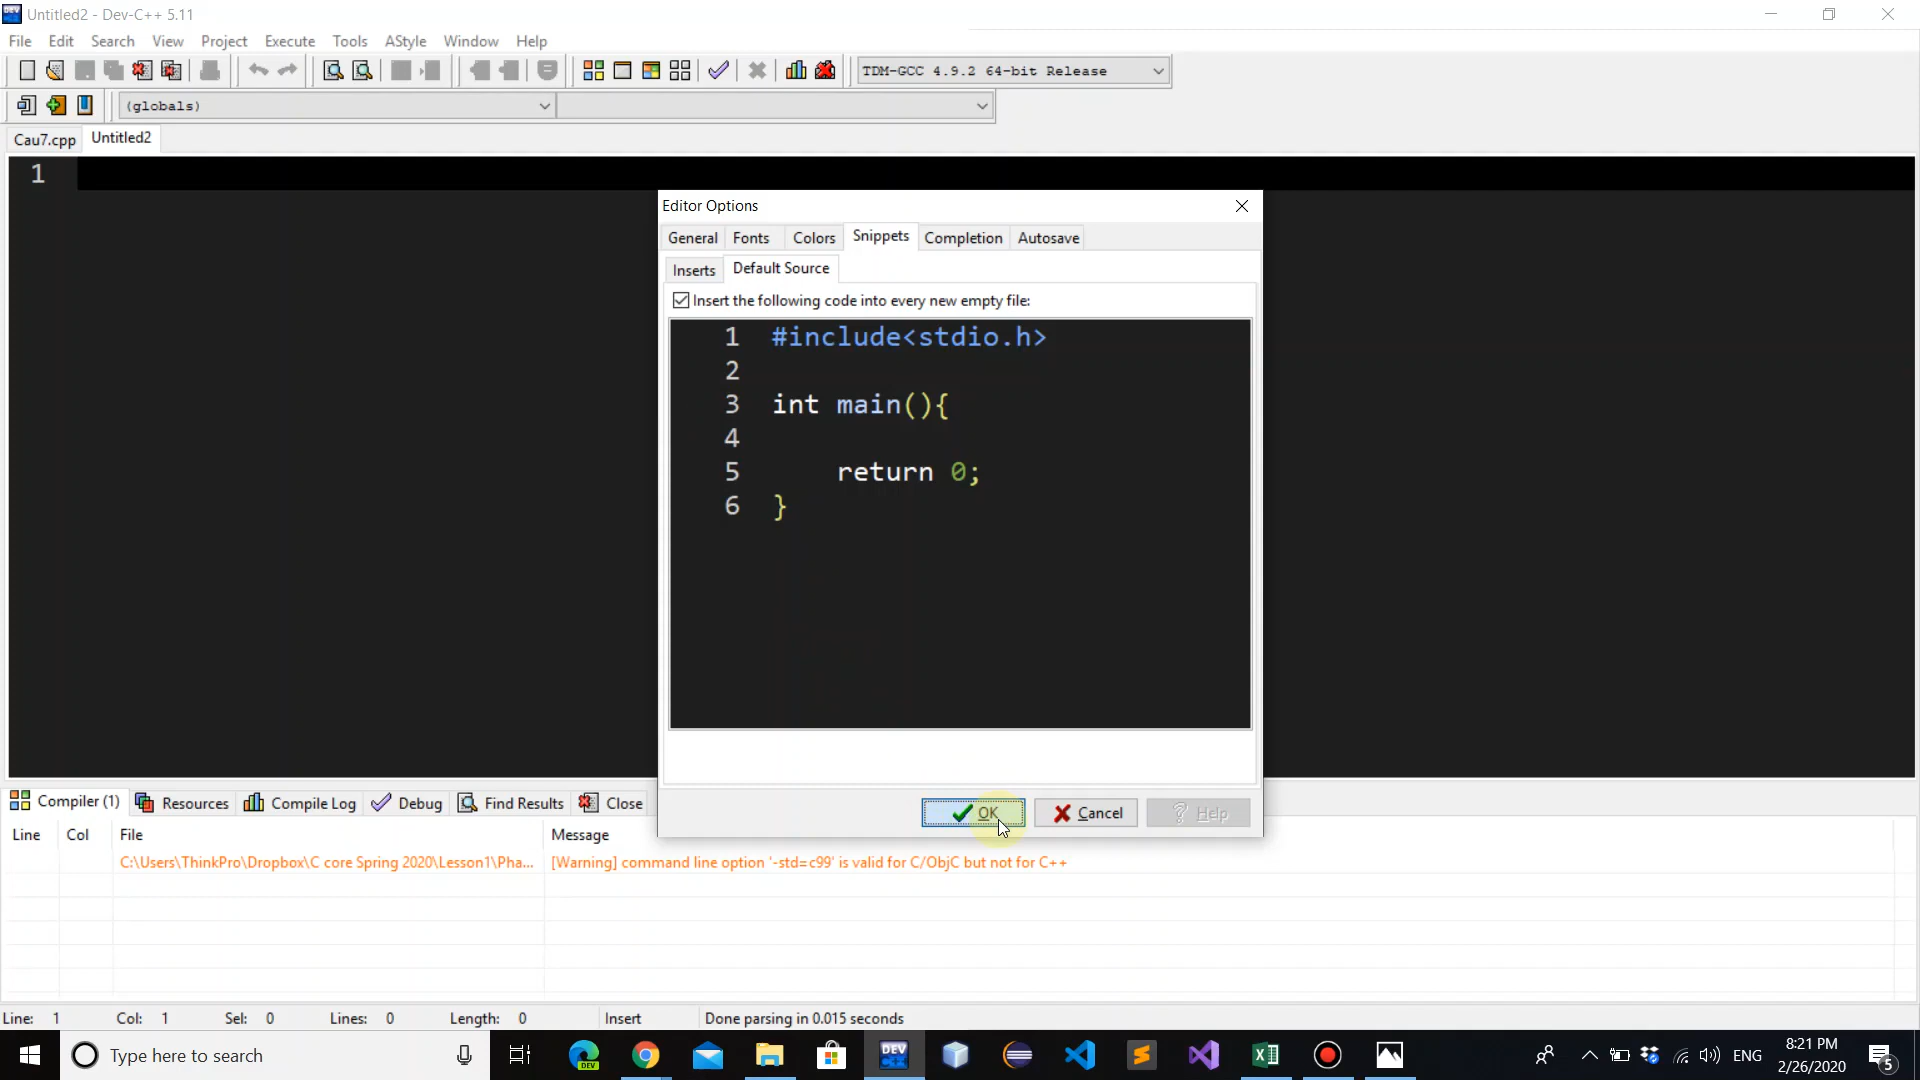 Untitled2 - Dev-C++ 5.11
File Edit Search View Project Execute Tools AStyle Window Help
TDM-GCC 4.9.2 64-bit Release
(globals)
Cau7.cpp Untitled2
1
Editor Options
General Fonts Colors Snippets Completion Autosave
Inserts Default Source
Insert the following code into every new empty file:
1 #include<stdio.h>
2
3 int main(){
4
5 return 0;
6 }
OK Cancel Help
Compiler (1) Resources Compile Log Debug Find Results Close
Line Col File Message
C:\Users\ThinkPro\Dropbox\C core Spring 2020\Lesson1\Pha... [Warning] command line option '-std=c99' is valid for C/ObjC but not for C++
Line: 1 Col: 1 Sel: 0 Lines: 0 Length: 0 Insert Done parsing in 0.015 seconds
Type here to search
DEV
DEV
ENG
8:21 PM
2/26/2020
5